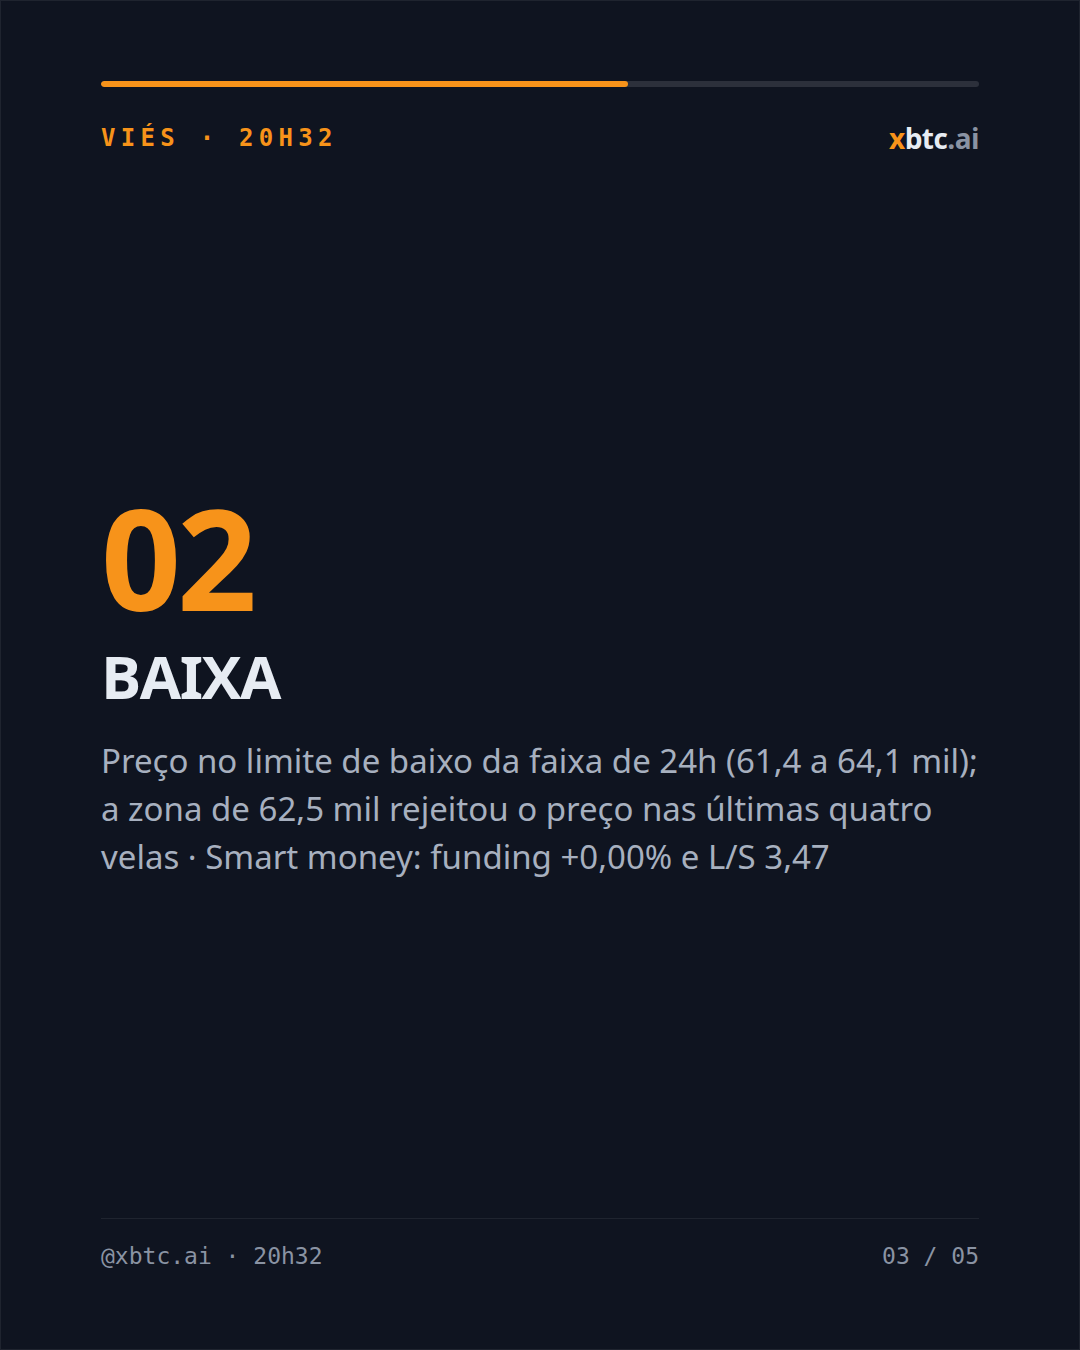 VIÉS · 20H32
xbtc.ai
02
BAIXA
Preço no limite de baixo da faixa de 24h (61,4 a 64,1 mil);
a zona de 62,5 mil rejeitou o preço nas últimas quatro
velas · Smart money: funding +0,00% e L/S 3,47
@xbtc.ai · 20h32
03 / 05